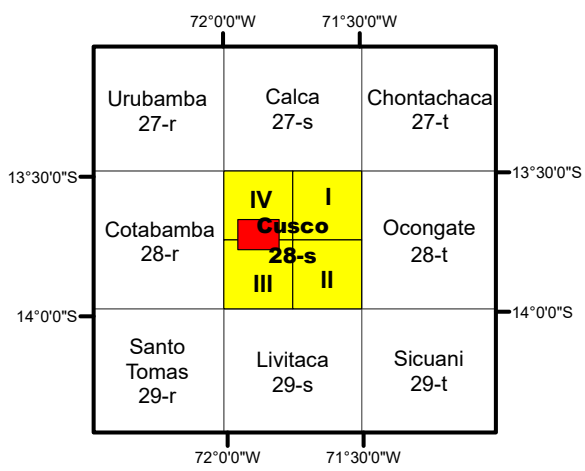 72°0'0"W
71°30'0"W
Urubamba
27-r
Calca
27-s
Chontachaca
27-t
13°30'0"S
13°30'0"S
IV
I
Cotabamba
28-r
Cusco
28-s
Ocongate
28-t
III
II
14°0'0"S
14°0'0"S
Santo
Tomas
29-r
Livitaca
29-s
Sicuani
29-t
72°0'0"W
71°30'0"W